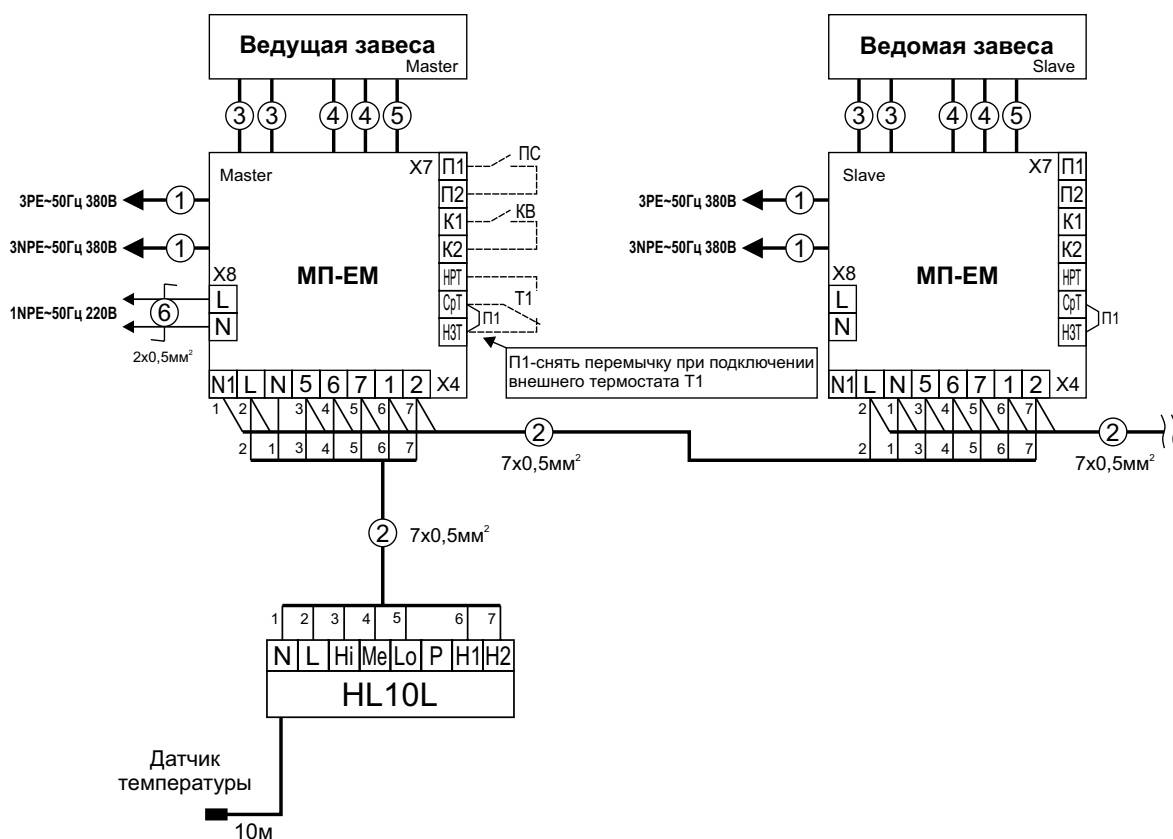 Ведущая завеса
Master
Ведомая завеса
Slave
3 3 4 4 5
3 3 4 4 5
Master
X7
П1
П2
К1
К2
НРТ
СрТ
НЗТ
ПС
КВ
Т1
П1
3PE~50Гц 380В
1
3NPE~50Гц 380В
1
МП-ЕМ
X8
L
N
1NPE~50Гц 220В
6
2x0,5мм²
П1-снять перемычку при подключении
внешнего термостата Т1
N1 L N 5 6 7 1 2 X4
1 2 3 4 5 6 7
2 1 3 4 5 6 7
2
7x0,5мм²
Slave
X7
П1
П2
К1
К2
НРТ
СрТ
НЗТ
П1
3PE~50Гц 380В
1
3NPE~50Гц 380В
1
МП-ЕМ
X8
L
N
N1 L N 5 6 7 1 2 X4
2 1 3 4 5 6 7
2 1 3 4 5 6 7
2
7x0,5мм²
2
7x0,5мм²
1 2 3 4 5 6 7
N L Hi Me Lo P H1 H2
HL10L
Датчик
температуры
10м